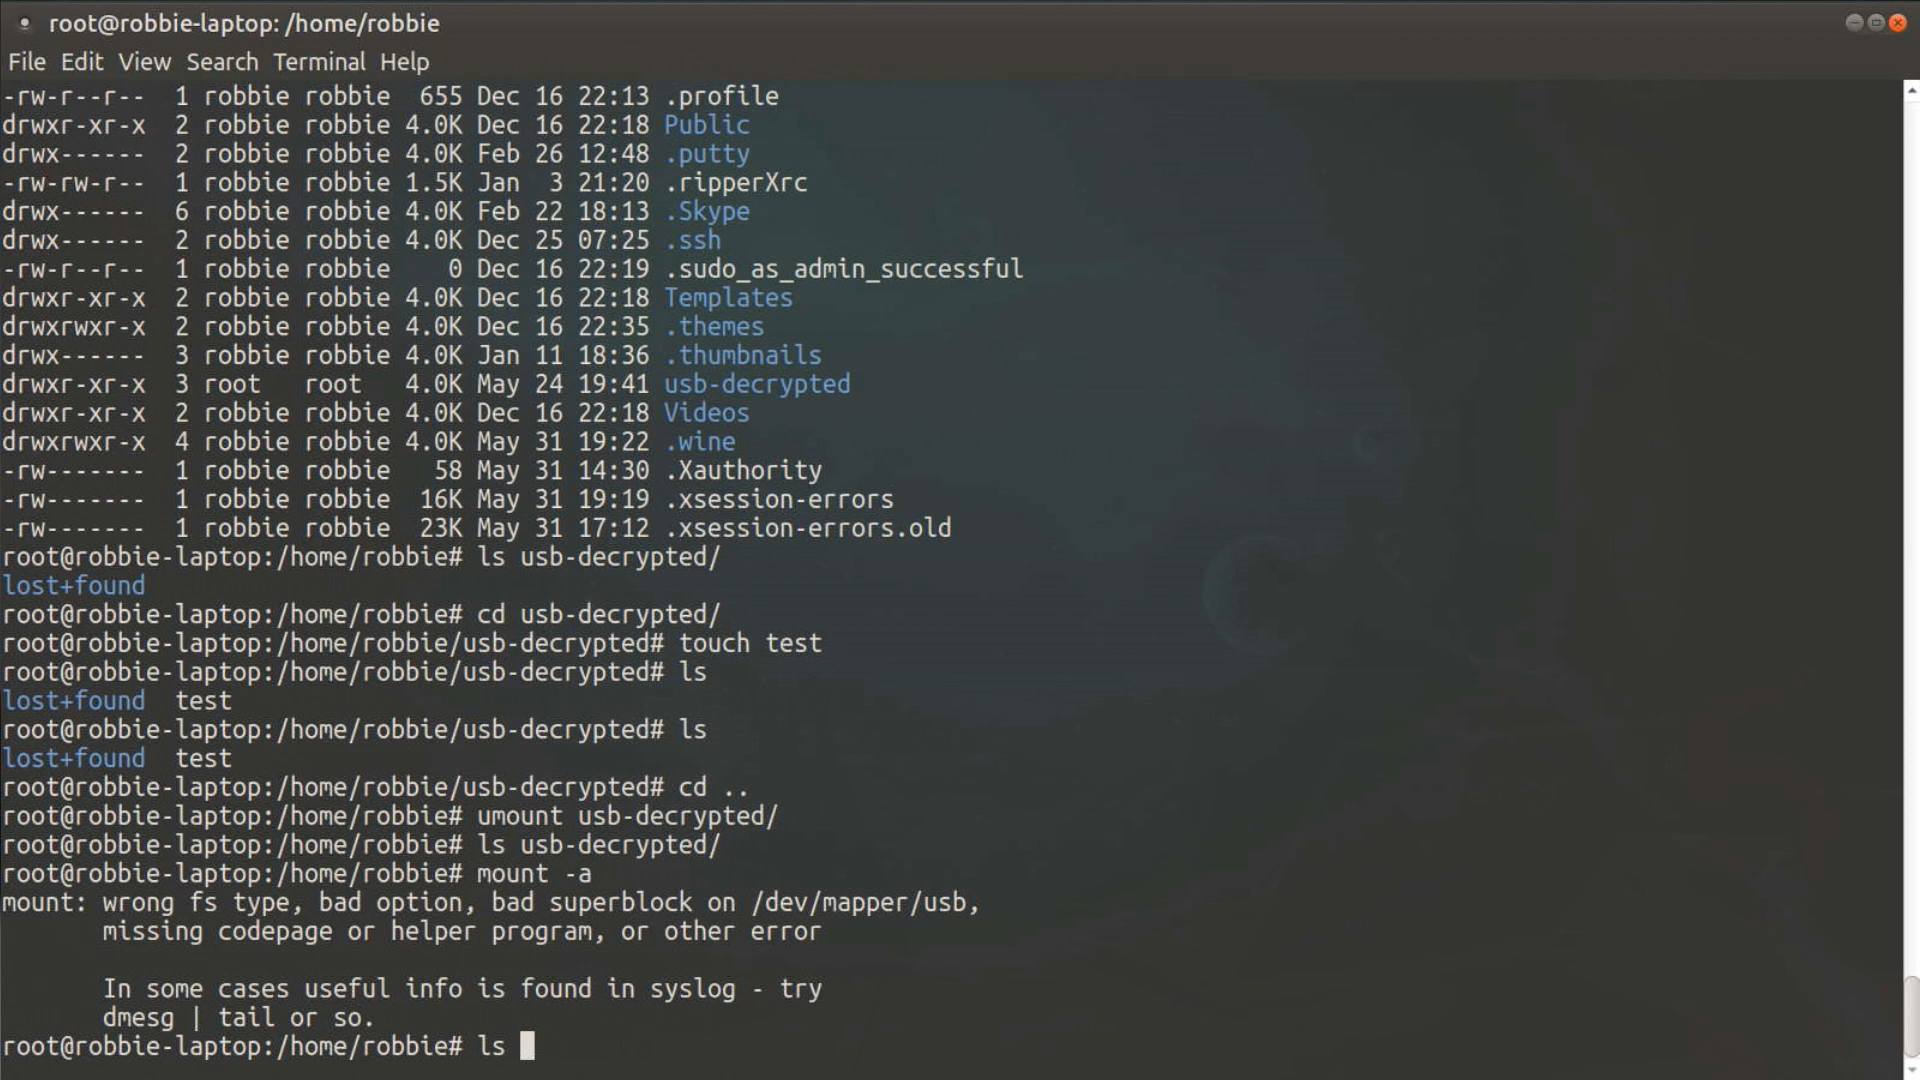 root@robbie-laptop: /home/robbie
File Edit View Search Terminal Help
-rw-r--r--  1 robbie robbie  655 Dec 16 22:13 .profile
drwxr-xr-x  2 robbie robbie 4.0K Dec 16 22:18 Public
drwx------  2 robbie robbie 4.0K Feb 26 12:48 .putty
-rw-rw-r--  1 robbie robbie 1.5K Jan  3 21:20 .ripperXrc
drwx------  6 robbie robbie 4.0K Feb 22 18:13 .Skype
drwx------  2 robbie robbie 4.0K Dec 25 07:25 .ssh
-rw-r--r--  1 robbie robbie    0 Dec 16 22:19 .sudo_as_admin_successful
drwxr-xr-x  2 robbie robbie 4.0K Dec 16 22:18 Templates
drwxrwxr-x  2 robbie robbie 4.0K Dec 16 22:35 .themes
drwx------  3 robbie robbie 4.0K Jan 11 18:36 .thumbnails
drwxr-xr-x  3 root   root   4.0K May 24 19:41 usb-decrypted
drwxr-xr-x  2 robbie robbie 4.0K Dec 16 22:18 Videos
drwxrwxr-x  4 robbie robbie 4.0K May 31 19:22 .wine
-rw-------  1 robbie robbie   58 May 31 14:30 .Xauthority
-rw-------  1 robbie robbie  16K May 31 19:19 .xsession-errors
-rw-------  1 robbie robbie  23K May 31 17:12 .xsession-errors.old
root@robbie-laptop:/home/robbie# ls usb-decrypted/
lost+found
root@robbie-laptop:/home/robbie# cd usb-decrypted/
root@robbie-laptop:/home/robbie/usb-decrypted# touch test
root@robbie-laptop:/home/robbie/usb-decrypted# ls
lost+found  test
root@robbie-laptop:/home/robbie/usb-decrypted# ls
lost+found  test
root@robbie-laptop:/home/robbie/usb-decrypted# cd ..
root@robbie-laptop:/home/robbie# umount usb-decrypted/
root@robbie-laptop:/home/robbie# ls usb-decrypted/
root@robbie-laptop:/home/robbie# mount -a
mount: wrong fs type, bad option, bad superblock on /dev/mapper/usb,
       missing codepage or helper program, or other error
       In some cases useful info is found in syslog - try
       dmesg | tail or so.
root@robbie-laptop:/home/robbie# ls